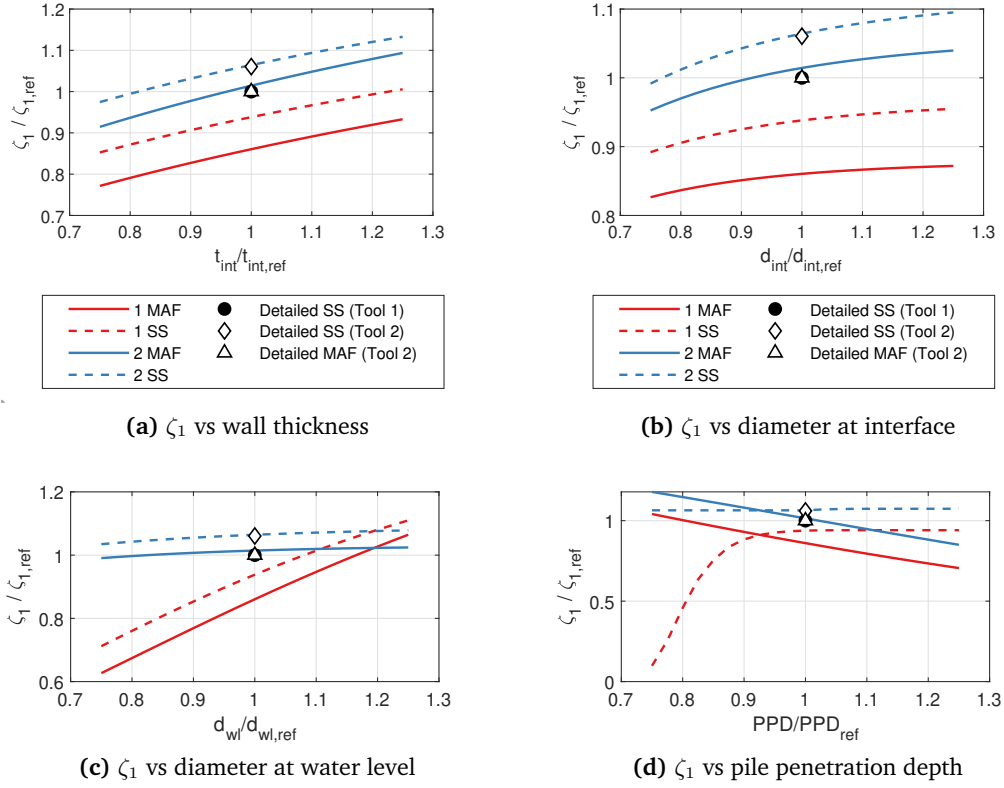 1.2
1.1
1
0.9
0.8
0.7
ζ1 / ζ1,ref
0.7 0.8 0.9 1 1.1 1.2 1.3
tint/tint,ref
1 MAF
1 SS
2 MAF
2 SS
Detailed SS (Tool 1)
Detailed SS (Tool 2)
Detailed MAF (Tool 2)
(a) ζ1 vs wall thickness
1.1
1
0.9
0.8
ζ1 / ζ1,ref
0.7 0.8 0.9 1 1.1 1.2 1.3
dint/dint,ref
1 MAF
1 SS
2 MAF
2 SS
Detailed SS (Tool 1)
Detailed SS (Tool 2)
Detailed MAF (Tool 2)
(b) ζ1 vs diameter at interface
1.2
1
0.8
0.6
ζ1 / ζ1,ref
0.7 0.8 0.9 1 1.1 1.2 1.3
dwl/dwl,ref
(c) ζ1 vs diameter at water level
1
0.5
0
ζ1 / ζ1,ref
0.7 0.8 0.9 1 1.1 1.2 1.3
PPD/PPDref
(d) ζ1 vs pile penetration depth